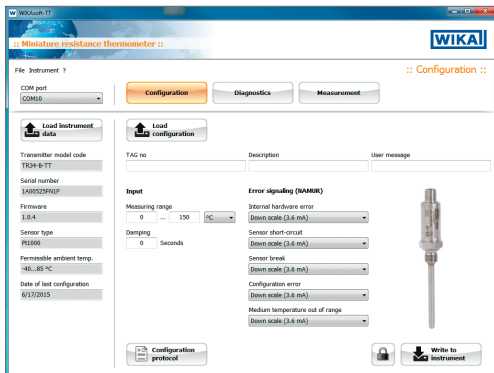 WIKAsoft-TT
:: Miniature resistance thermometer ::
WIKA
File Instrument ?
:: Configuration ::
COM port
COM10
Configuration
Diagnostics
Measurement
Load instrument
data
Load
configuration
Transmitter model code
TR34-B-TT
TAG no
Description
User message
Serial number
1A00525FN1P
Input
Error signaling (NAMUR)
Firmware
1.0.4
Measuring range
0 ... 150 °C
Internal hardware error
Down scale (3.6 mA)
Sensor type
Pt1000
Damping
0 Seconds
Sensor short-circuit
Down scale (3.6 mA)
Permissible ambient temp.
-40...85 °C
Sensor break
Down scale (3.6 mA)
Date of last configuration
6/17/2015
Configuration error
Down scale (3.6 mA)
Medium temperature out of range
Down scale (3.6 mA)
Configuration
protocol
Write to
instrument